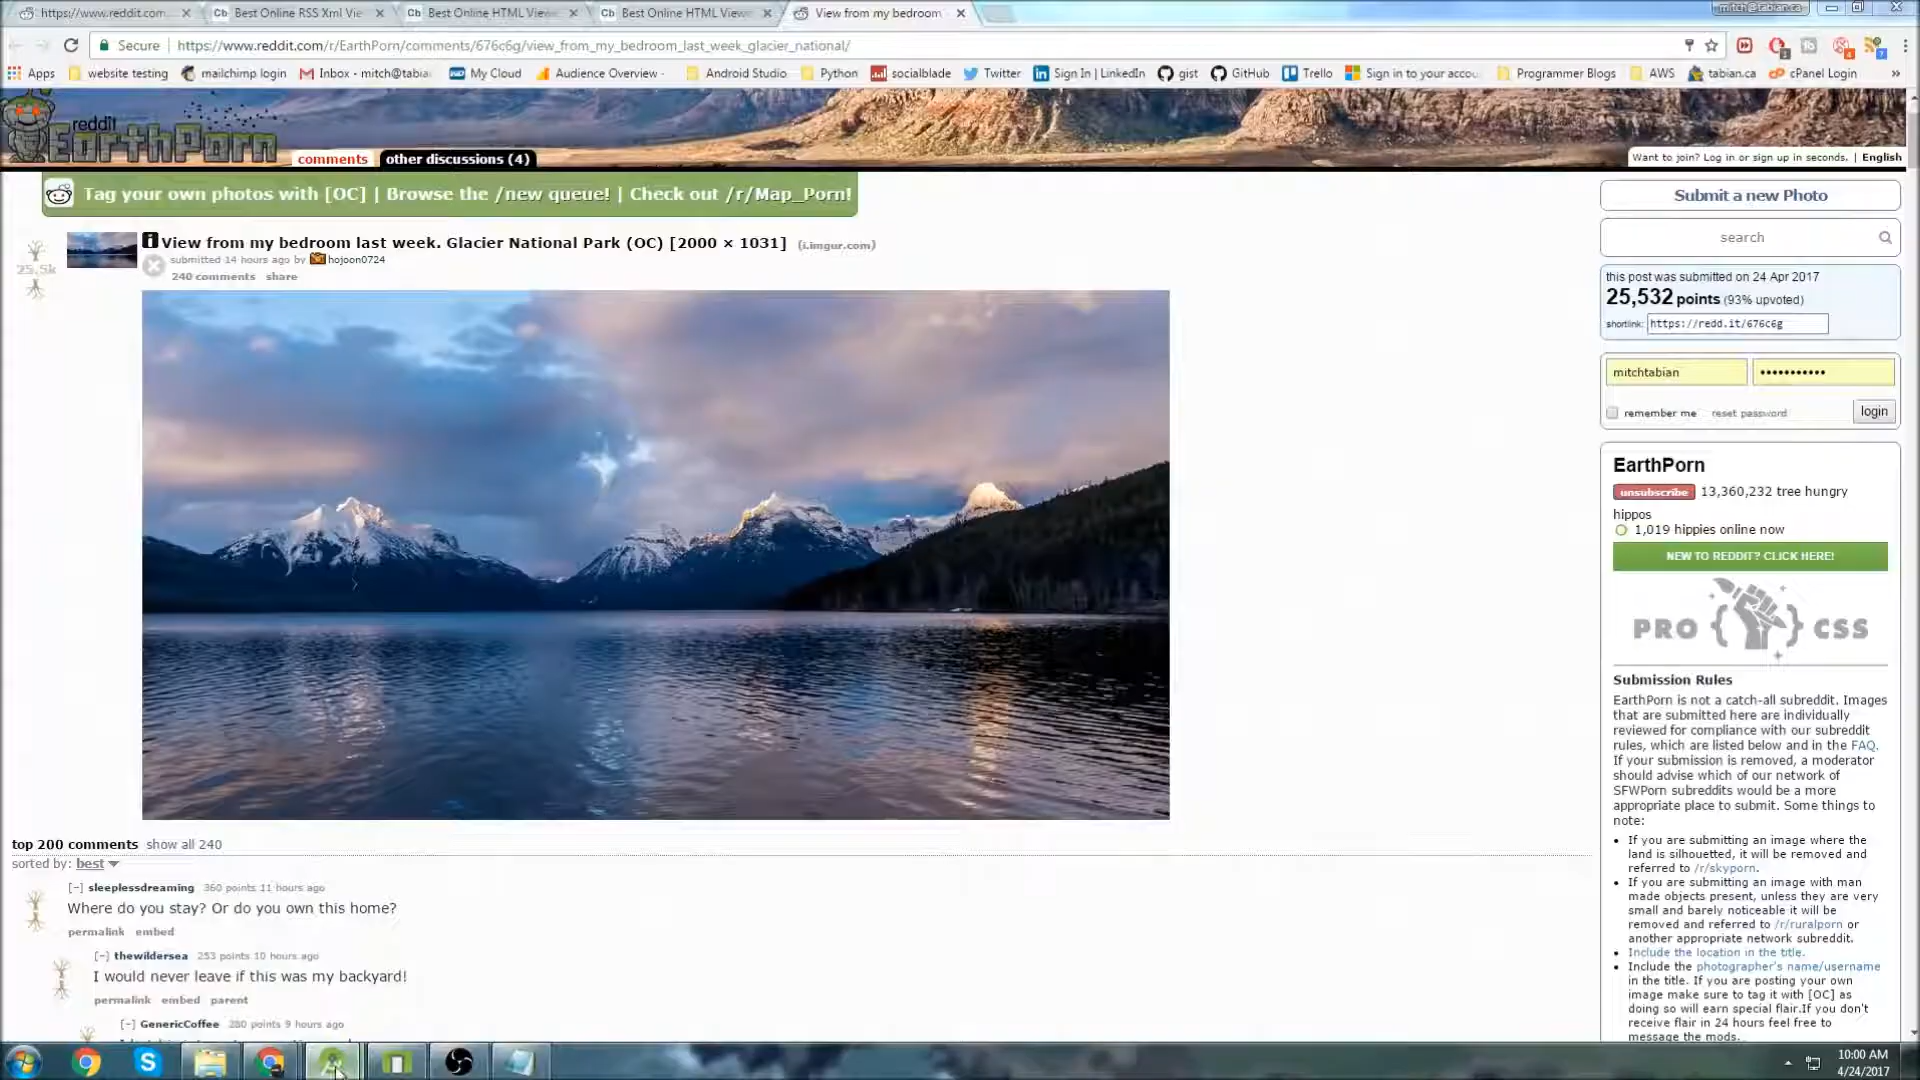 https://www.reddit.com
Best Online RSS Xml Vie
Best Online HTML View
Best Online HTML View
View from my bedroom
mitch@tabian.ca
Secure
https://www.reddit.com/r/EarthPorn/comments/676c6g/view_from_my_bedroom_last_week_glacier_national/
Apps
website testing
mailchimp login
Inbox - mitch@tabia
My Cloud
Audience Overview -
Android Studio
Python
socialblade
Twitter
Sign In | LinkedIn
gist
GitHub
Trello
Sign in to your accou
Programmer Blogs
AWS
tabian.ca
cPanel Login
»
reddit
EarthPorn
comments
other discussions (4)
Want to join? Log in or sign up in seconds. | English
Tag your own photos with [OC] | Browse the /new queue! | Check out /r/Map_Porn!
View from my bedroom last week. Glacier National Park (OC) [2000 × 1031] (i.imgur.com)
25.5k
submitted 14 hours ago by hojoon0724
240 comments share
top 200 comments show all 240
sorted by: best
[–] sleeplessdreaming 360 points 11 hours ago
Where do you stay? Or do you own this home?
permalink embed
[–] thewildersea 253 points 10 hours ago
I would never leave if this was my backyard!
permalink embed parent
[–] GenericCoffee 280 points 9 hours ago
Submit a new Photo
search
this post was submitted on 24 Apr 2017
25,532 points (93% upvoted)
shortlink: https://redd.it/676c6g
mitchtabian
•••••••••••
remember me reset password
login
EarthPorn
unsubscribe 13,360,232 tree hungry
hippos
1,019 hippies online now
NEW TO REDDIT? CLICK HERE!
PRO { } CSS
Submission Rules
EarthPorn is not a catch-all subreddit. Images
that are submitted here are individually
reviewed for compliance with our subreddit
rules, which are listed below and in the FAQ.
If your submission is removed, a moderator
should advise which of our network of
SFWPorn subreddits would be a more
appropriate place to submit. Some things to
note:
• If you are submitting an image where the
land is silhouetted, it will be removed and
referred to /r/skyporn.
• If you are submitting an image with man
made objects present, unless they are very
small and barely noticeable it will be
removed and referred to /r/ruralporn or
another appropriate network subreddit.
• Include the location in the title.
• Include the photographer's name/username
in the title. If you are posting your own
image make sure to tag it with [OC] as
doing so will earn special flair.If you don't
receive flair in 24 hours feel free to
message the mods.
10:00 AM
4/24/2017